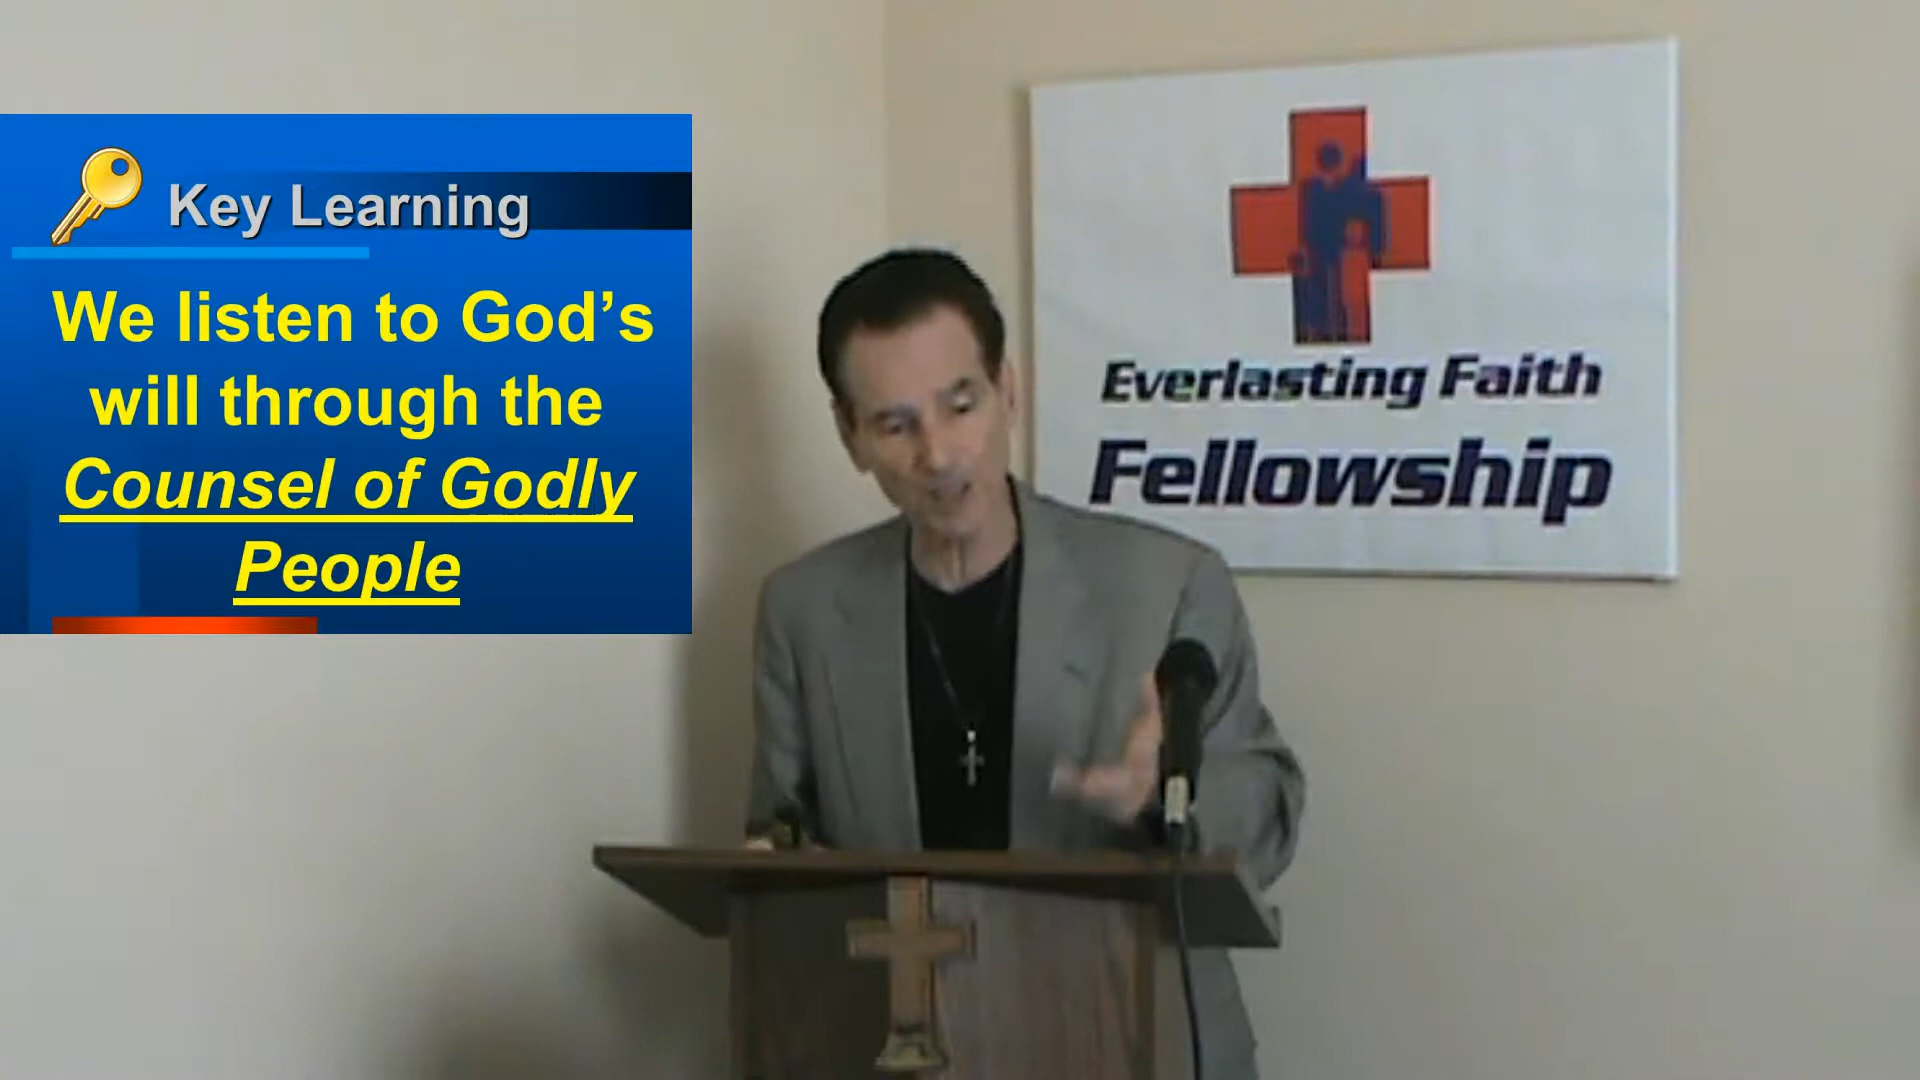 Key Learning
We listen to God’s
will through the
Counsel of Godly
People
Everlasting Faith
Fellowship